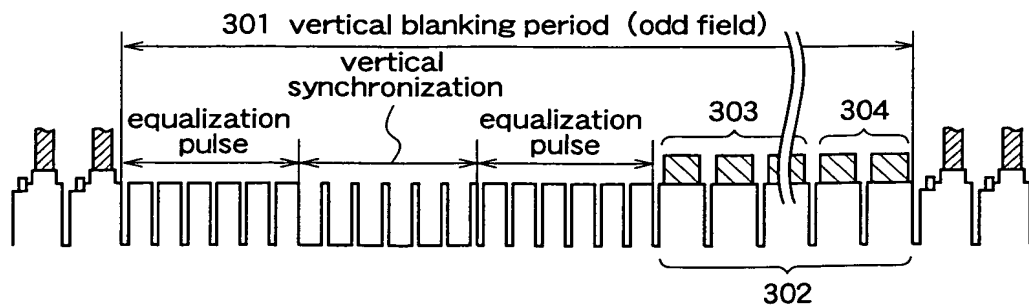 301 vertical blanking period (odd field)
vertical
synchronization
equalization
pulse
equalization
pulse
303
304
302